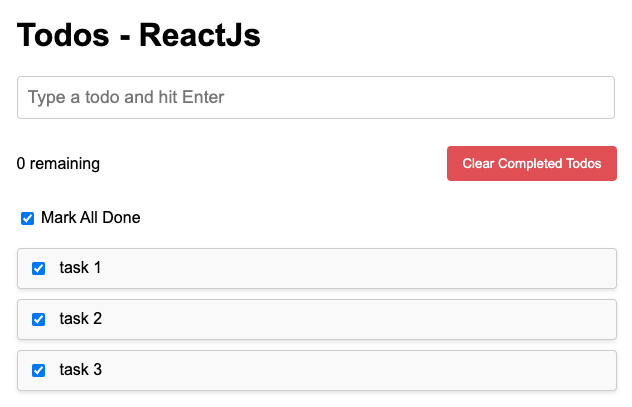 Todos - ReactJs
Type a todo and hit Enter
0 remaining
Clear Completed Todos
Mark All Done
task 1
task 2
task 3